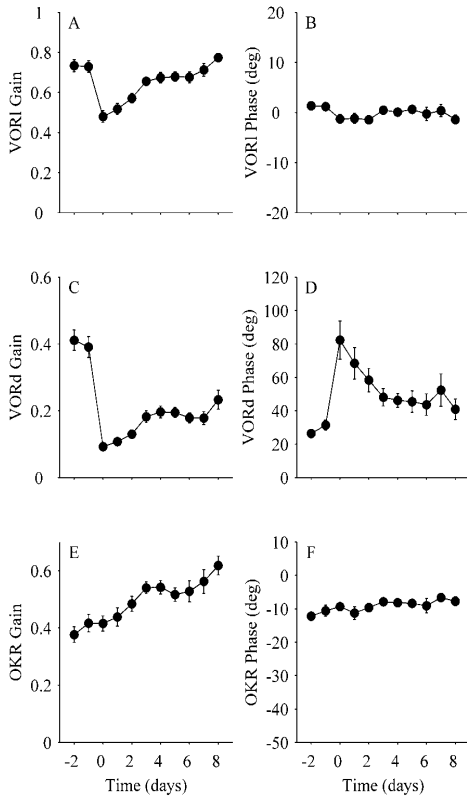 A
B
0.8
0.6
0.4
0.2
0
VORl Gain
20
10
0
-10
-20
VORl Phase (deg)
C
D
0.6
0.4
0.2
0
VORd Gain
120
100
80
60
40
20
0
VORd Phase (deg)
E
F
0.6
0.4
0.2
0
OKR Gain
10
0
-10
-20
-30
-40
-50
OKR Phase (deg)
-2 0 2 4 6 8
-2 0 2 4 6 8
Time (days)
Time (days)